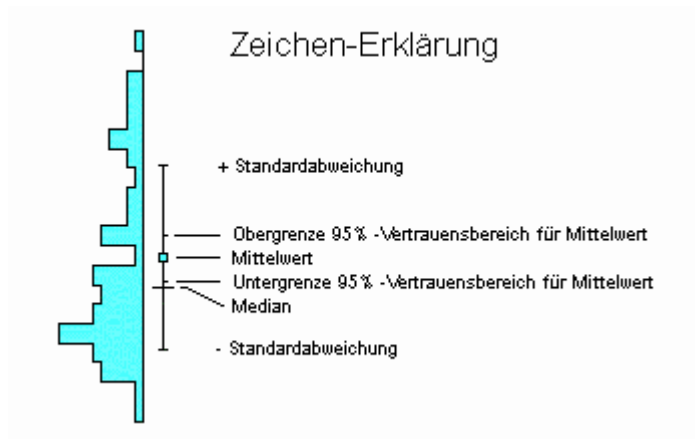 Zeichen-Erklärung
+ Standardabweichung
Obergrenze 95% -Vertrauensbereich für Mittelwert
Mittelwert
Untergrenze 95% -Vertrauensbereich für Mittelwert
Median
- Standardabweichung